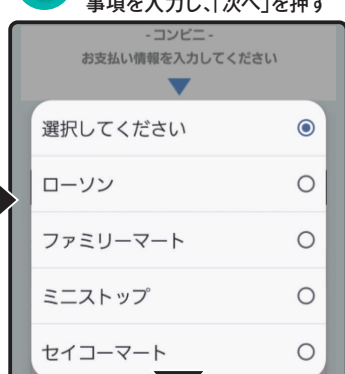 事項を入力し、「次へ」を押す
- コンビニ -
お支払い情報を入力してください
選択してください
ローソン
ファミリーマート
ミニストップ
セイコーマート